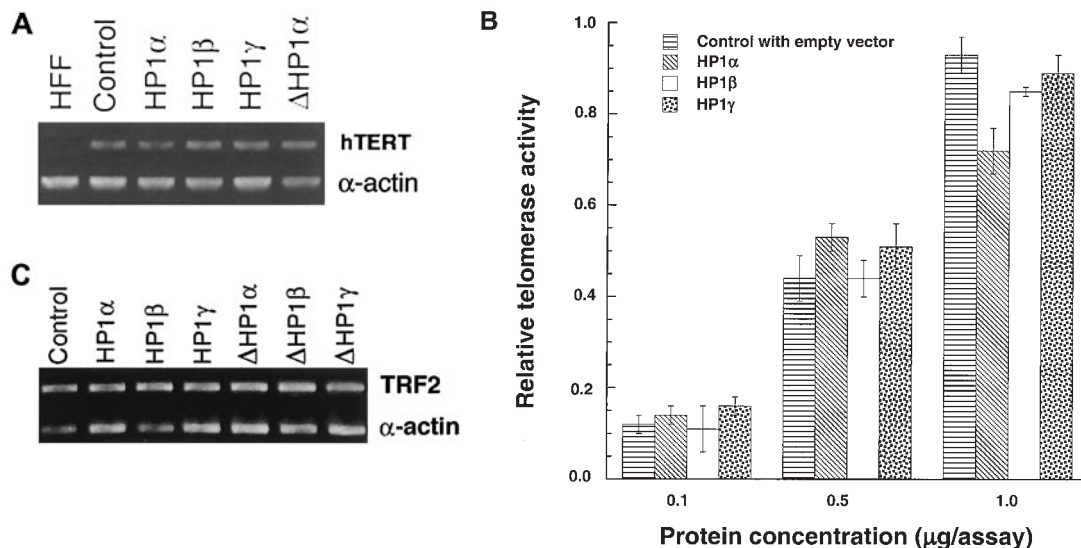 A
HFF
Control
HP1α
HP1β
HP1γ
ΔHP1α
hTERT
α-actin
C
Control
HP1α
HP1β
HP1γ
ΔHP1α
ΔHP1β
ΔHP1γ
TRF2
α-actin
B
Control with empty vector
HP1α
HP1β
HP1γ
Relative telomerase activity
1.0
0.8
0.6
0.4
0.2
0.0
0.1
0.5
1.0
Protein concentration (μg/assay)